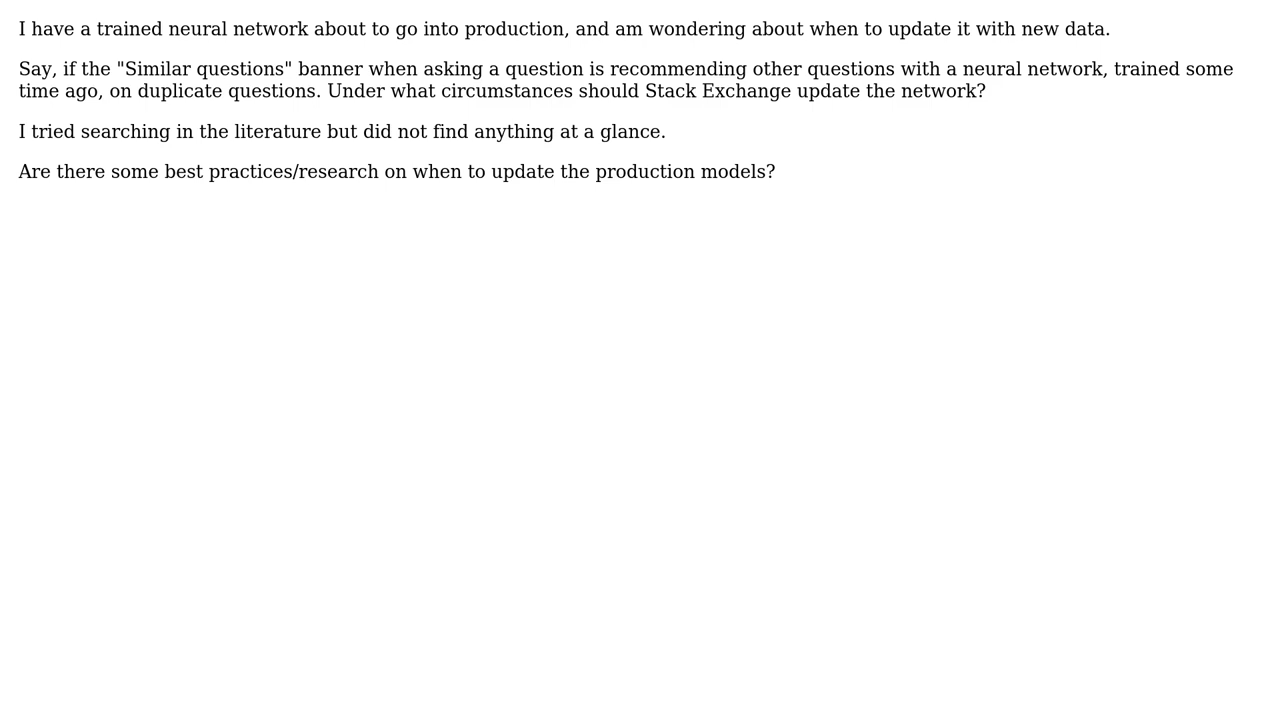 I have a trained neural network about to go into production, and am wondering about when to update it with new data.
Say, if the "Similar questions" banner when asking a question is recommending other questions with a neural network, trained some
time ago, on duplicate questions. Under what circumstances should Stack Exchange update the network?
I tried searching in the literature but did not find anything at a glance.
Are there some best practices/research on when to update the production models?